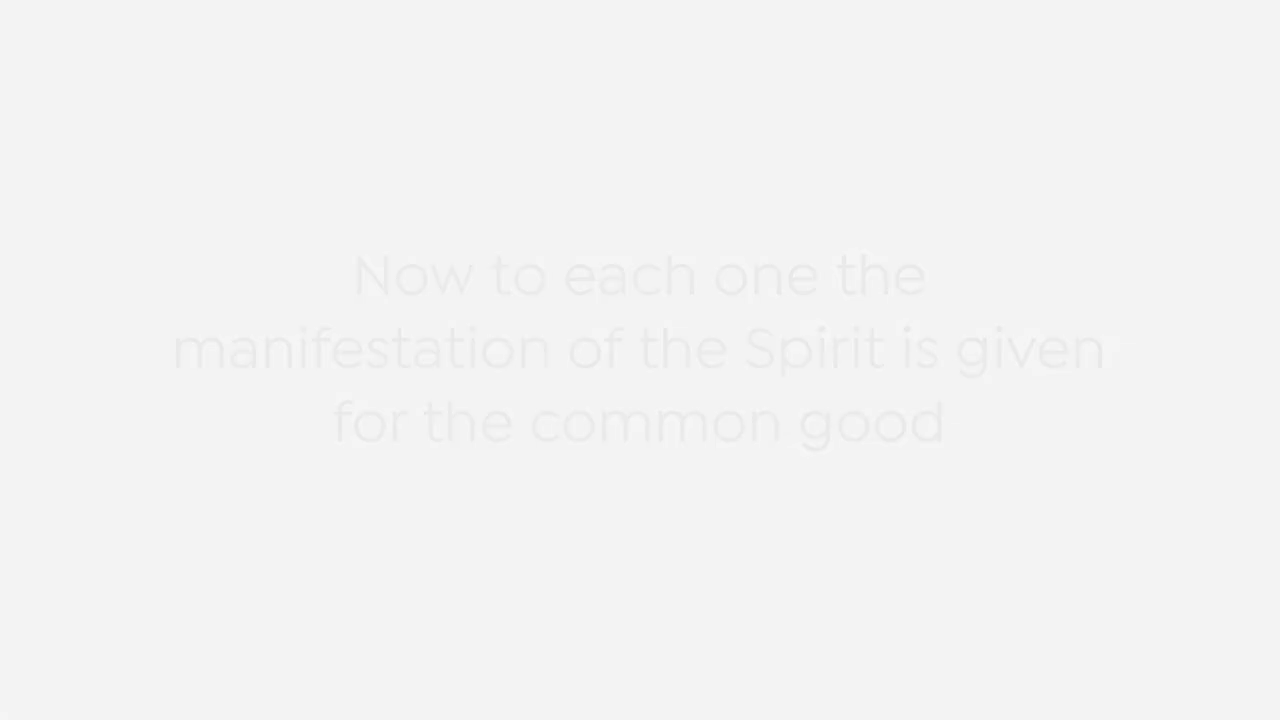 Now to each one the
manifestation of the Spirit is given
for the common good